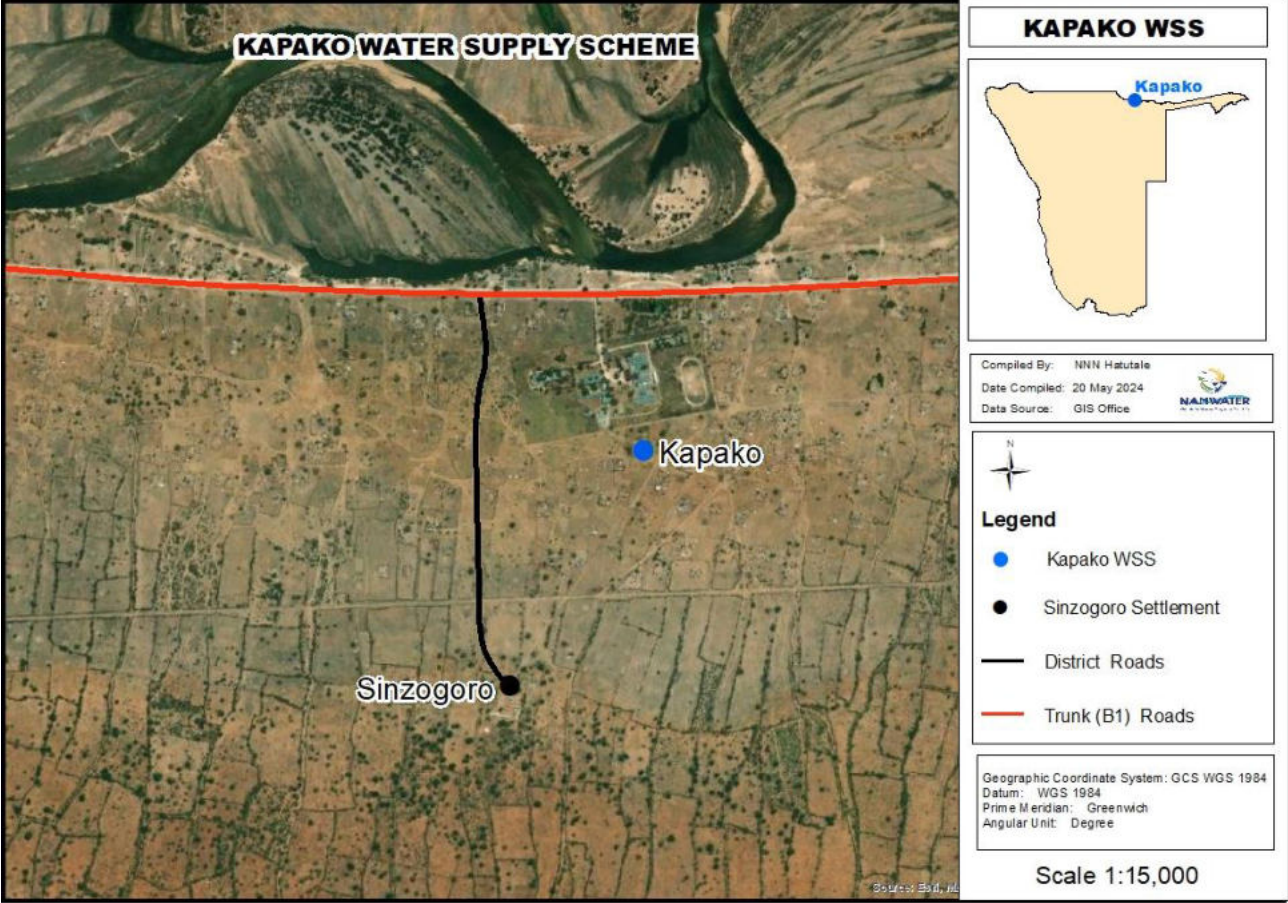 KAPAKO WATER SUPPLY SCHEME
Kapako
Sinzogoro
KAPAKO WSS
Kapako
Compiled By: NNN Hatutale
Date Compiled: 20 May 2024
Data Source: GIS Office
NAMWATER
N
Legend
Kapako WSS
Sinzogoro Settlement
District Roads
Trunk (B1) Roads
Geographic Coordinate System: GCS WGS 1984
Datum: WGS 1984
Prime Meridian: Greenwich
Angular Unit: Degree
Scale 1:15,000
Source: Esri,